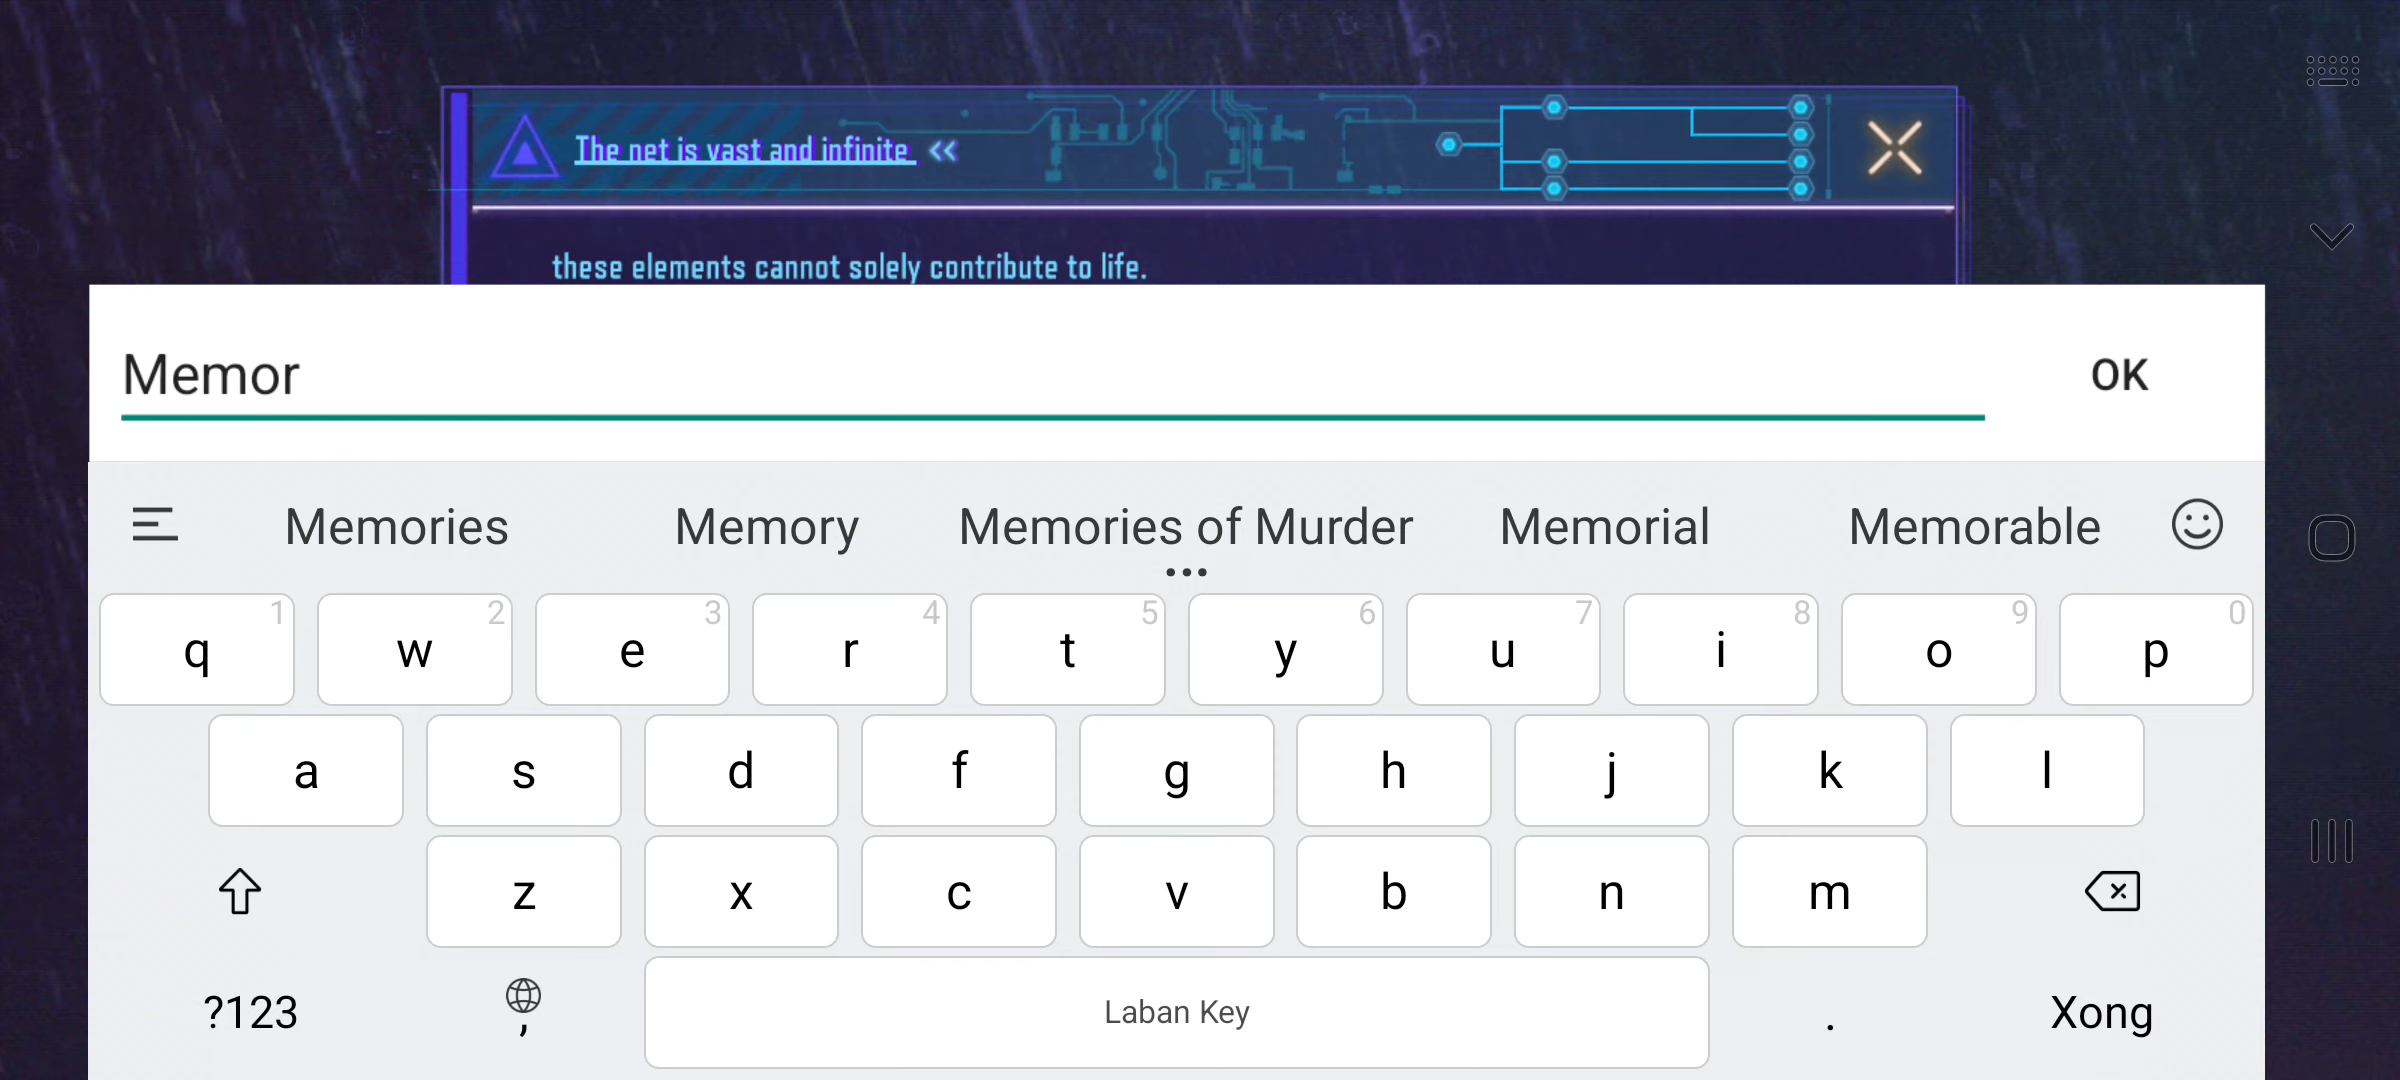 The net is vast and infinite <<
these elements cannot solely contribute to life.
Memor
OK
Memories Memory Memories of Murder Memorial Memorable
...
q 1 w 2 e 3 r 4 t 5 y 6 u 7 i 8 o 9 p 0
a s d f g h j k l
z x c v b n m
?123 , Laban Key . Xong